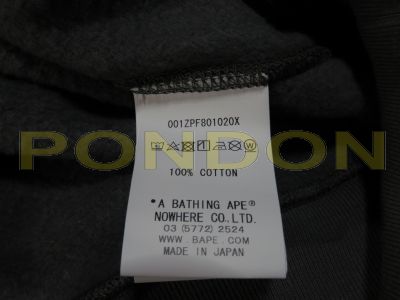 001ZPF801020X
PONDON
100% COTTON
"A BATHING APE®
NOWHERE CO.,LTD.
03 (5772) 2524
WWW.BAPE.COM
MADE IN JAPAN